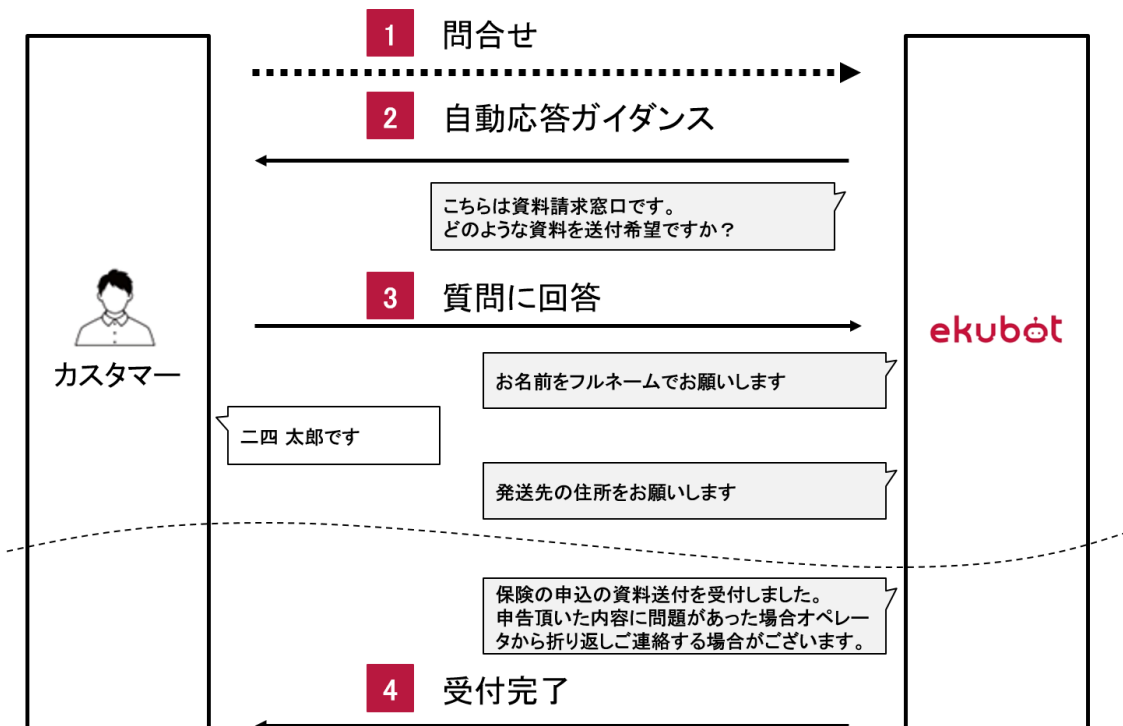 1 問合せ
2 自動応答ガイダンス
こちらは資料請求窓口です。
どのような資料を送付希望ですか？
3 質問に回答
カスタマー
ekubot
お名前をフルネームでお願いします
二四 太郎です
発送先の住所をお願いします
保険の申込の資料送付を受付しました。
申告頂いた内容に問題があった場合オペレー
タから折り返しご連絡する場合がございます。
4 受付完了